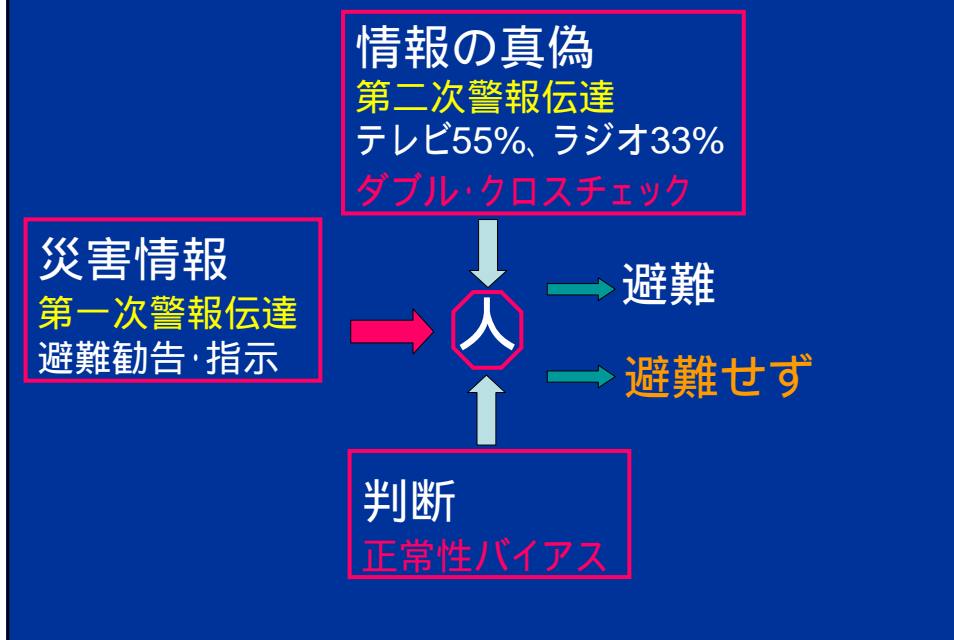 情報の真偽
第二次警報伝達
テレビ55%、ラジオ33%
ダブル・クロスチェック
災害情報
第一次警報伝達
避難勧告・指示
人
避難
避難せず
判断
正常性バイアス